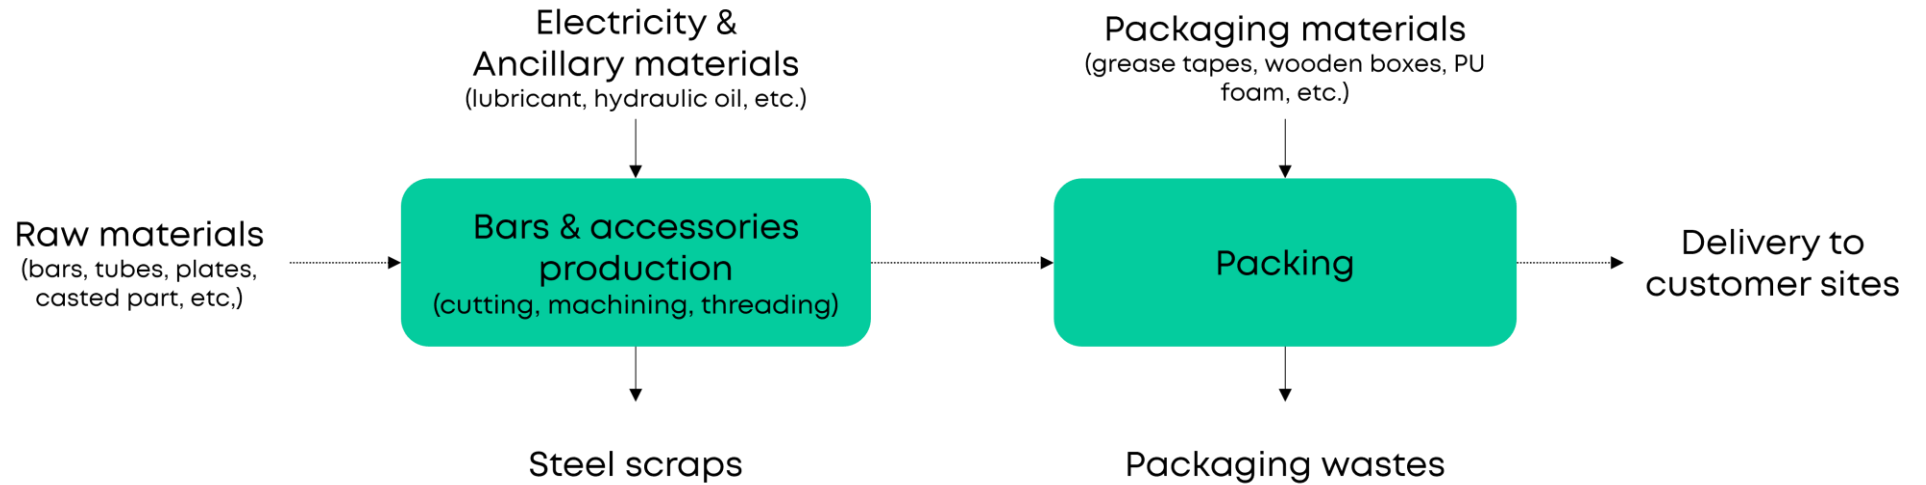 Electricity &
Ancillary materials
(lubricant, hydraulic oil, etc.)
Packaging materials
(grease tapes, wooden boxes, PU
foam, etc.)
Raw materials
(bars, tubes, plates,
casted part, etc,)
Bars & accessories
production
(cutting, machining, threading)
Packing
Delivery to
customer sites
Steel scraps
Packaging wastes